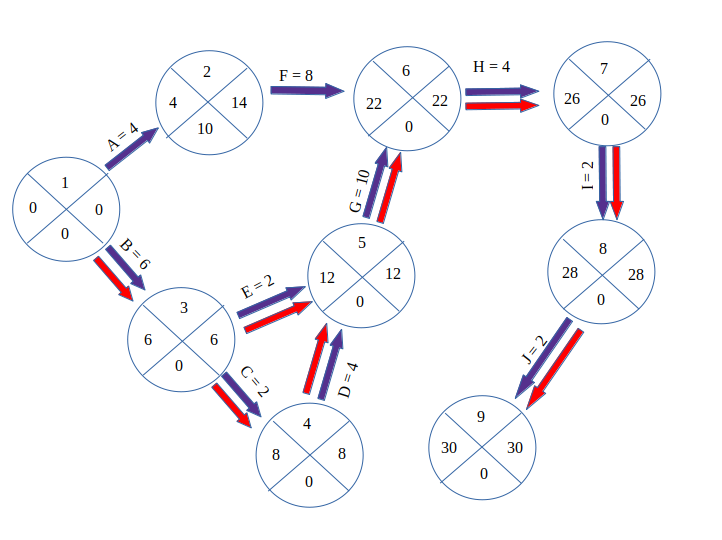 2
4 14
10
F = 8
6
22 22
0
H = 4
7
26 26
0
A = 4
1
0 0
0
B = 6
G = 10
I = 2
5
12 12
0
E = 2
8
28 28
0
3
6 6
0
C = 2
D = 4
J = 2
4
8 8
0
9
30 30
0